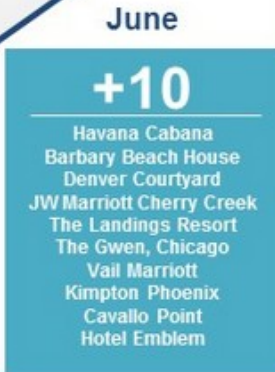 June
+10
Havana Cabana
Barbary Beach House
Denver Courtyard
JW Marriott Cherry Creek
The Landings Resort
The Gwen, Chicago
Vail Marriott
Kimpton Phoenix
Cavallo Point
Hotel Emblem